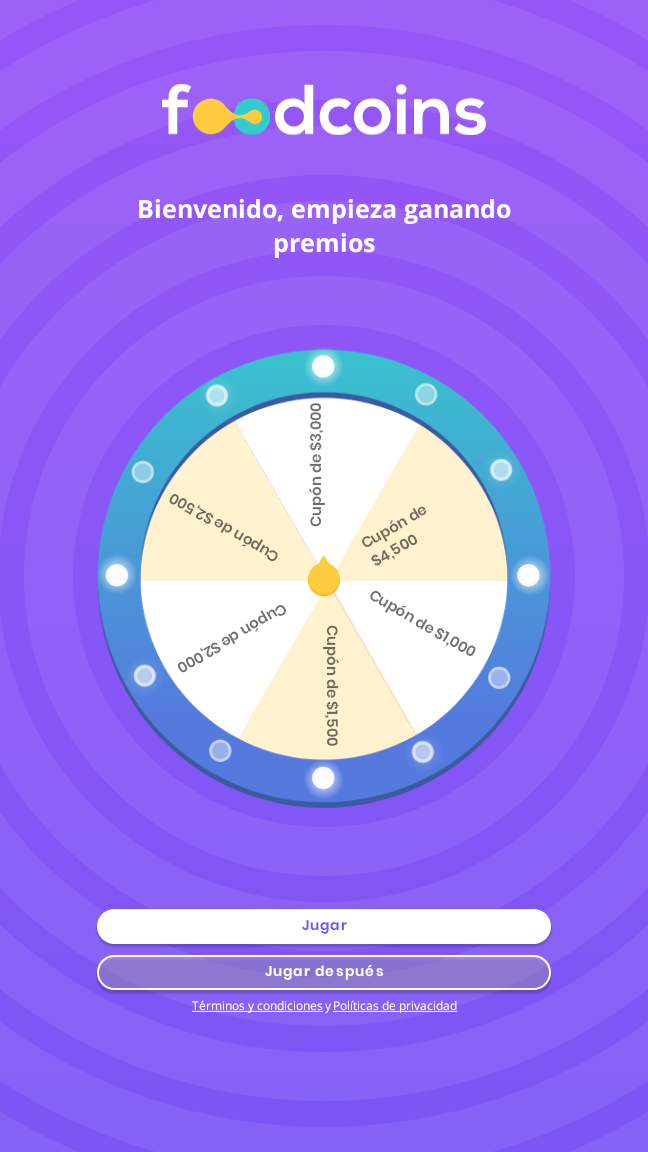 foodcoins
Bienvenido, empieza ganando
premios
Cupón de $3,000
Cupón de
$4,500
Cupón de $2,500
Cupón de $1,000
Cupón de $2,000
Cupón de $1,500
Jugar
Jugar después
Términos y condiciones y Políticas de privacidad